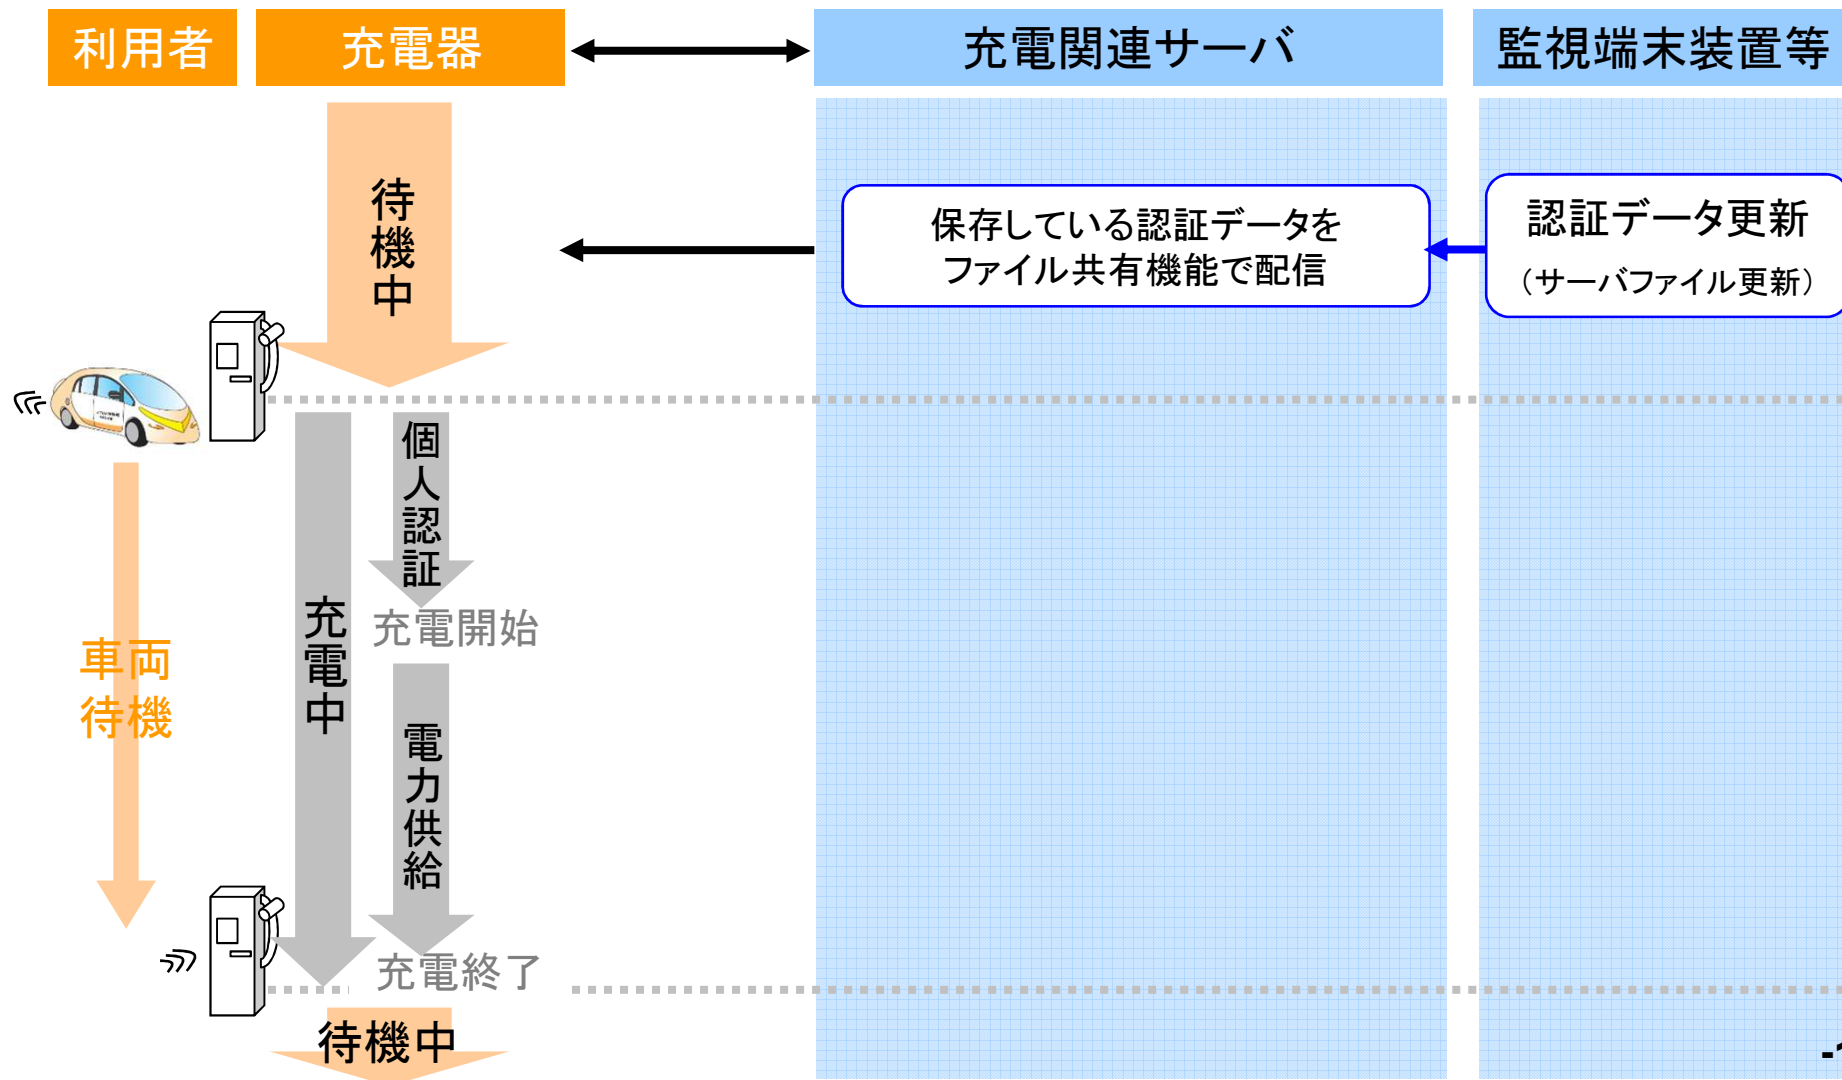 利用者
充電器
充電関連サーバ
監視端末装置等
待機中
保存している認証データを
ファイル共有機能で配信
認証データ更新
（サーバファイル更新）
個人認証
充電開始
充電中
車両
待機
電力供給
充電終了
待機中